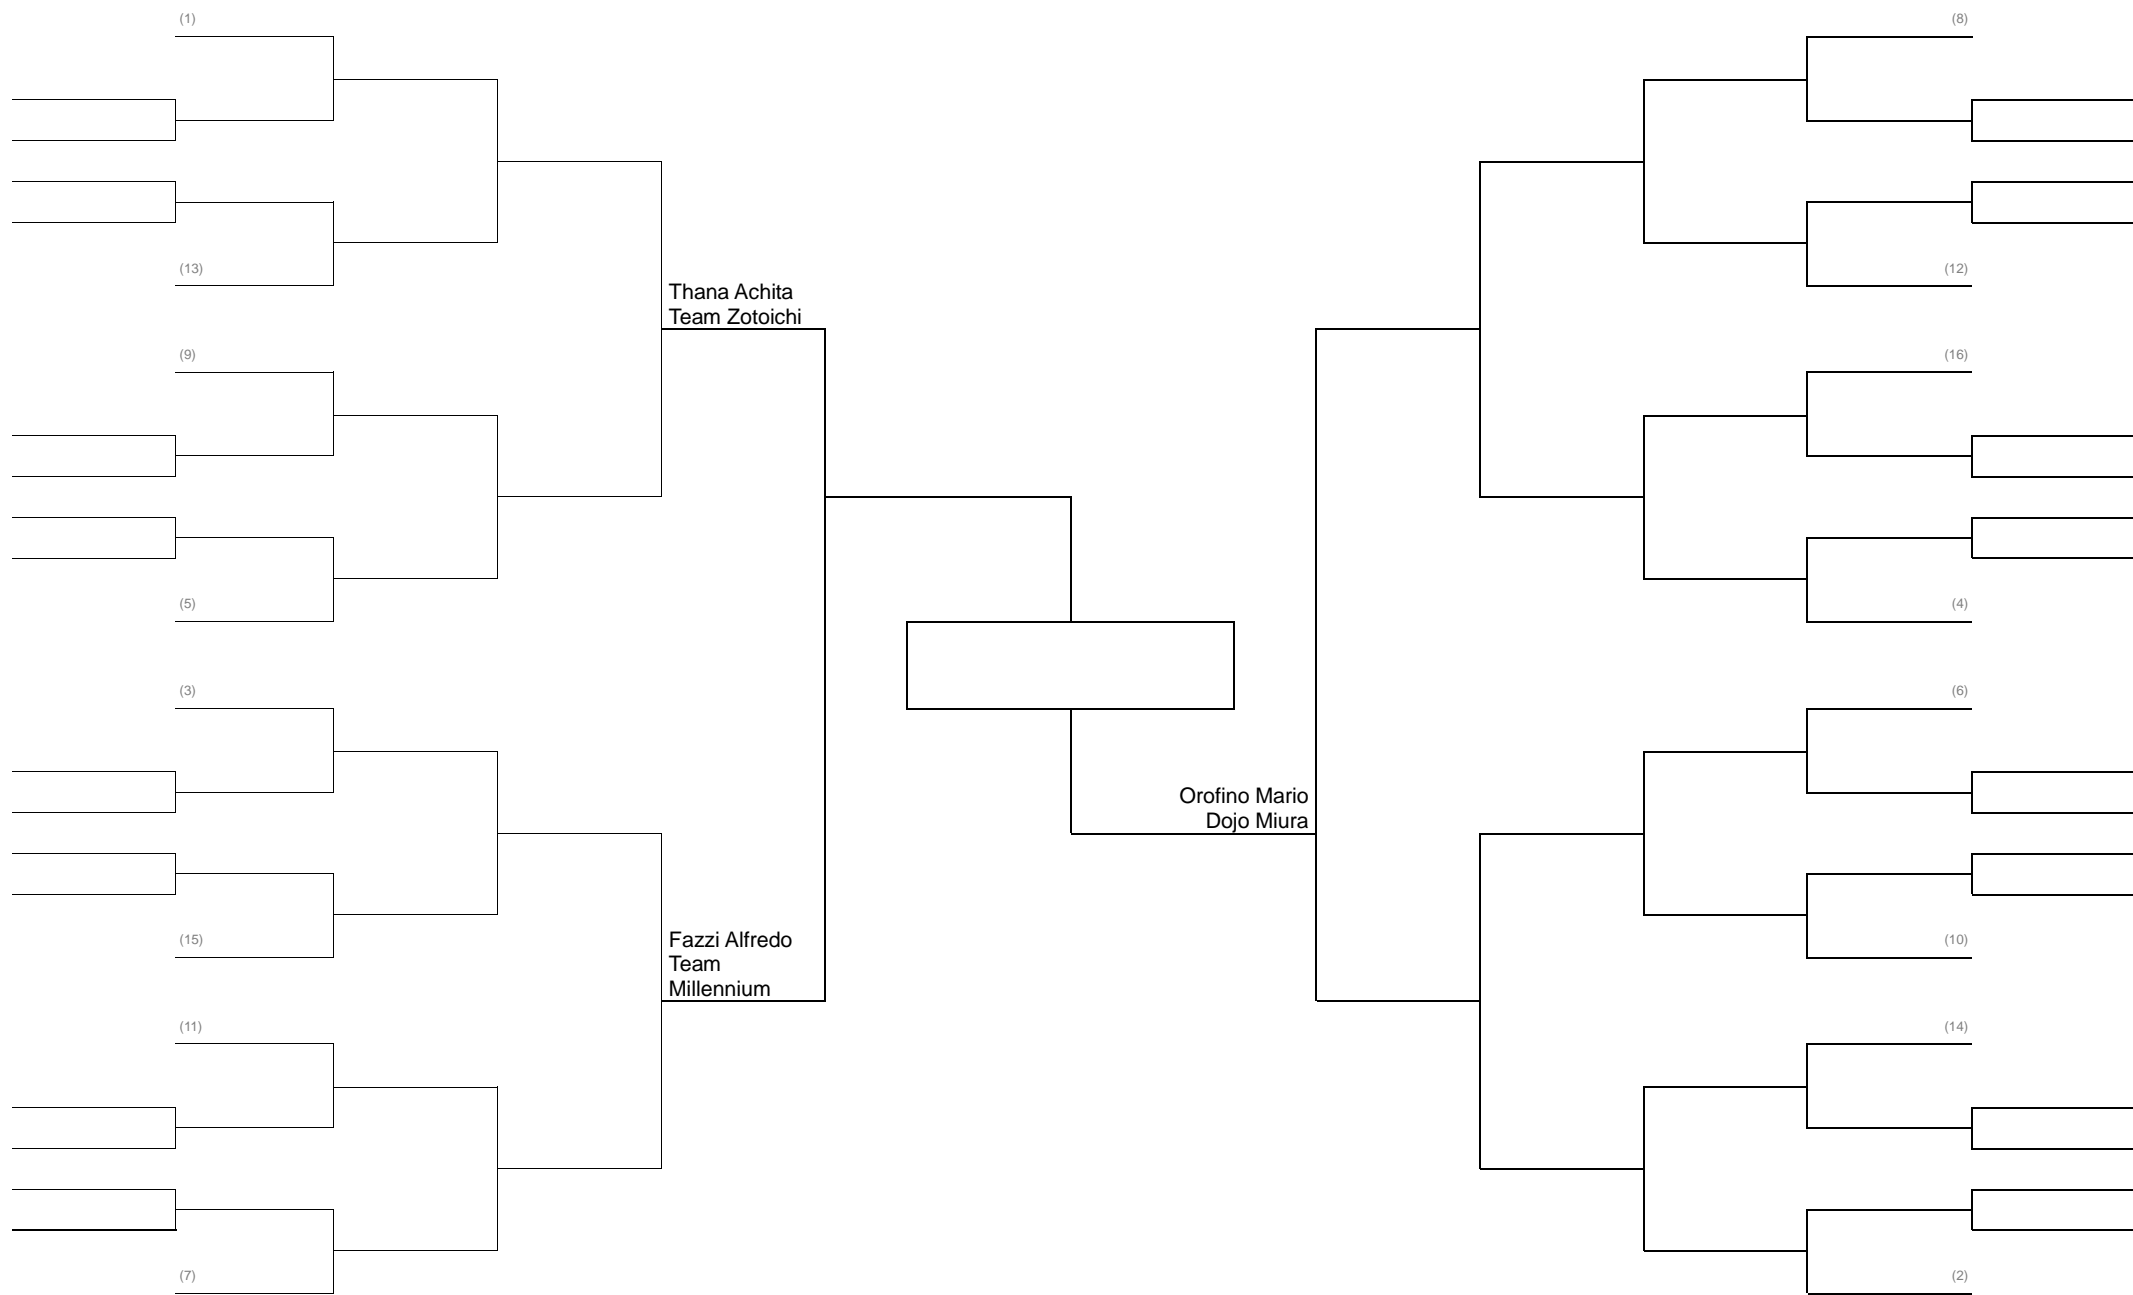 (1)
(8)
(13)
(12)
Thana Achita
Team Zotoichi
(9)
(16)
(5)
(4)
(3)
(6)
Orofino Mario
Dojo Miura
(15)
(10)
Fazzi Alfredo
Team
Millennium
(11)
(14)
(7)
(2)